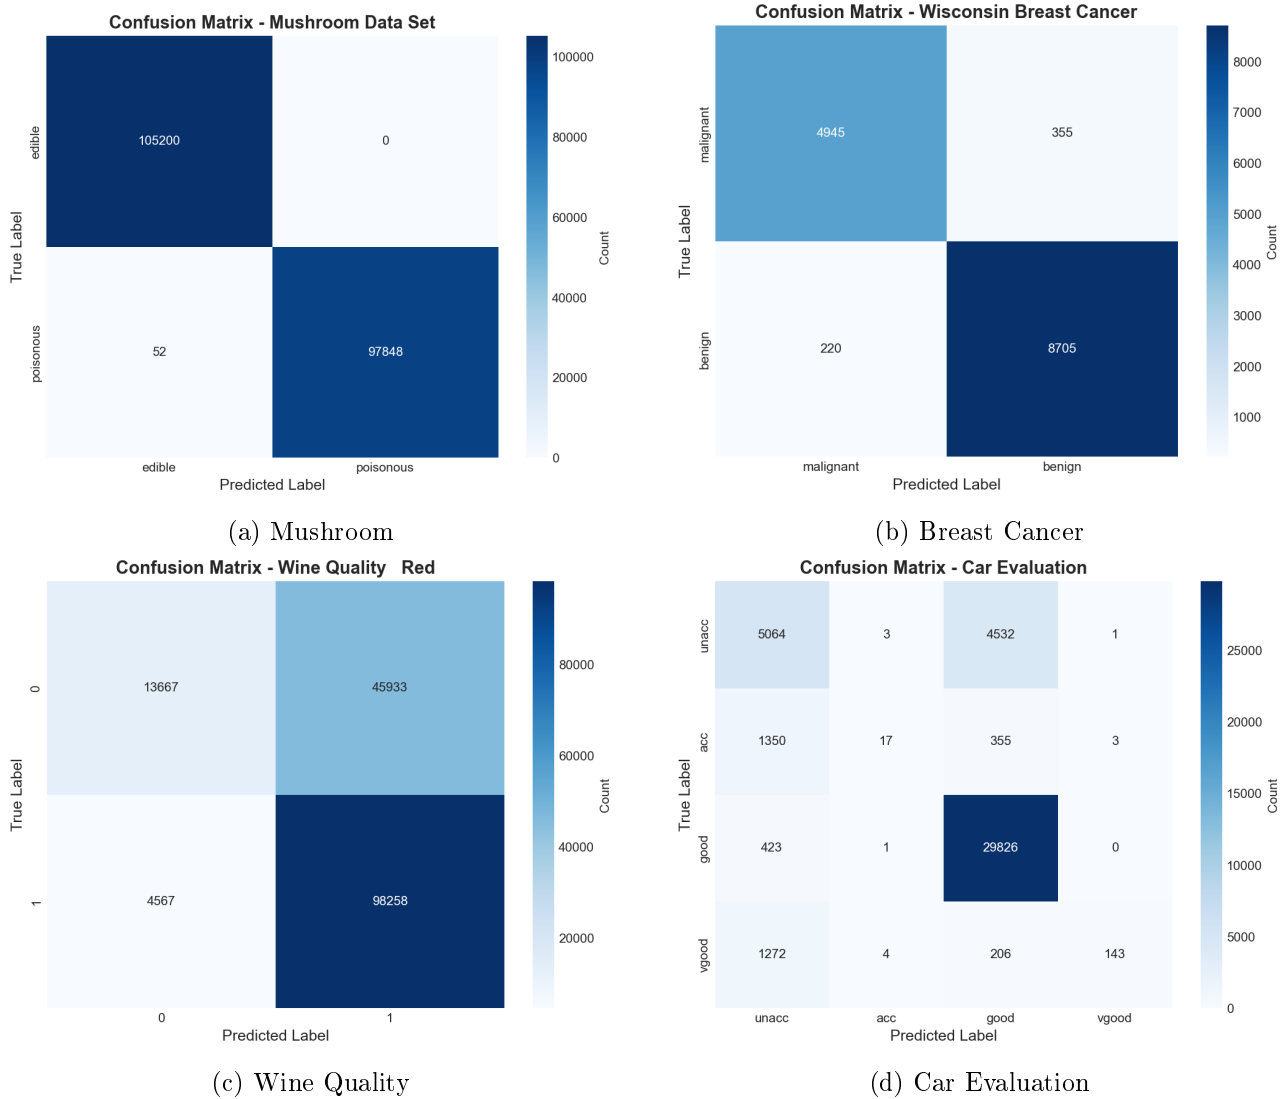 Confusion Matrix - Mushroom Data Set
True Label
edible
poisonous
105200
0
52
97848
edible
poisonous
Predicted Label
100000
80000
60000
40000
20000
0
Count
(a) Mushroom
Confusion Matrix - Wisconsin Breast Cancer
True Label
malignant
benign
4945
355
220
8705
malignant
benign
Predicted Label
8000
7000
6000
5000
4000
3000
2000
1000
Count
(b) Breast Cancer
Confusion Matrix - Wine Quality   Red
True Label
0
1
13667
45933
4567
98258
0
1
Predicted Label
80000
60000
40000
20000
Count
(c) Wine Quality
Confusion Matrix - Car Evaluation
True Label
unacc
acc
good
vgood
5064
3
4532
1
1350
17
355
3
423
1
29826
0
1272
4
206
143
unacc
acc
good
vgood
Predicted Label
25000
20000
15000
10000
5000
0
Count
(d) Car Evaluation